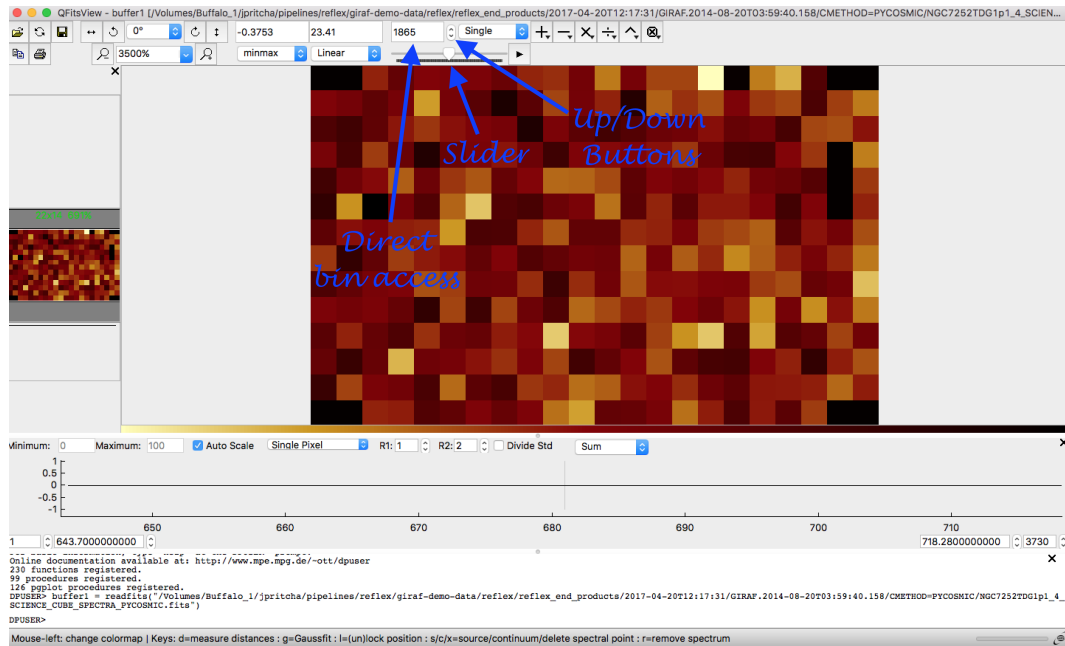 QFitsView - buffer1 [/Volumes/Buffalo_1/jpritcha/pipelines/reflex/giraf-demo-data/reflex/reflex_end_products/2017-04-20T12:17:31/GIRAF.2014-08-20T03:59:40.158/CMETHOD=PYCOSMIC/NGC7252TDG1p1_4_SCIEN...
0° -0.3753 23.41 1865 Single
3500% minmax Linear
Up/Down
Buttons
Slider
Direct
bin access
Minimum: 0 Maximum: 100 Auto Scale Single Pixel R1: 1 R2: 2 Divide Std Sum
1
0.5
0
-0.5
-1
650 660 670 680 690 700 710
1 643.7000000000 718.2800000000 3730
Online documentation available at: http://www.mpe.mpg.de/~ott/dpuser
230 functions registered.
99 procedures registered.
126 pgplot procedures registered.
DPUSER> buffer1 = readfits("/Volumes/Buffalo_1/jpritcha/pipelines/reflex/giraf-demo-data/reflex/reflex_end_products/2017-04-20T12:17:31/GIRAF.2014-08-20T03:59:40.158/CMETHOD=PYCOSMIC/NGC7252TDG1p1_4_
SCIENCE_CUBE_SPECTRA_PYCOSMIC.fits")
DPUSER>
Mouse-left: change colormap | Keys: d=measure distances : g=Gaussfit : l=(un)lock position : s/c/x=source/continuum/delete spectral point : r=remove spectrum